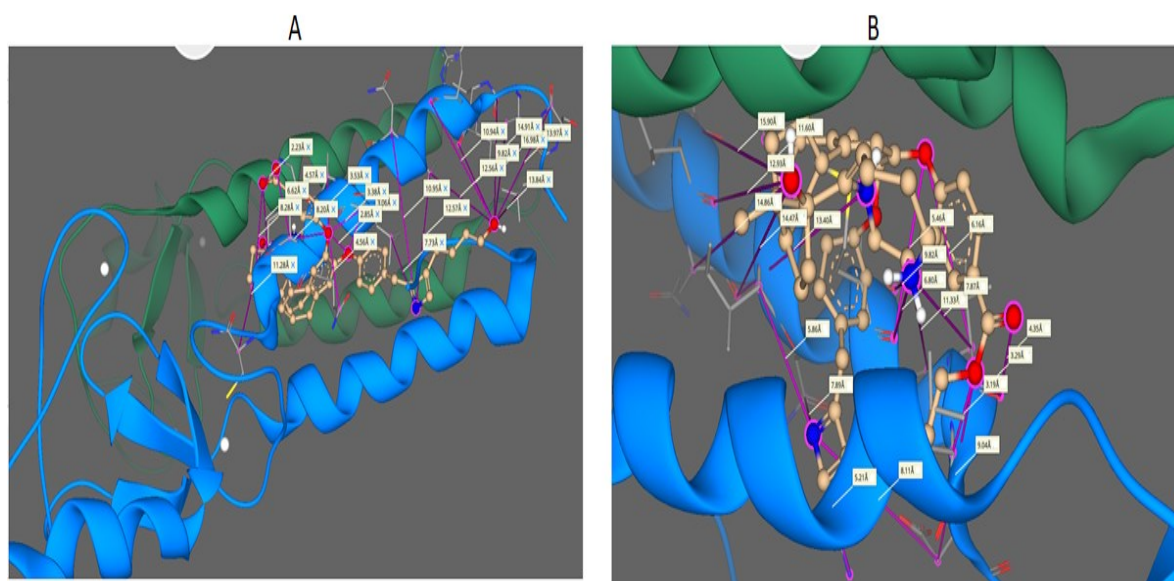 A
B
2.23Å ×
4.57Å ×
6.62Å ×
8.28Å ×
3.53Å ×
3.38Å ×
3.06Å ×
8.20Å ×
2.85Å ×
4.56Å ×
11.28Å ×
10.94Å ×
14.91Å ×
13.97Å ×
16.98Å ×
9.82Å ×
12.56Å ×
13.84Å ×
10.95Å ×
12.57Å ×
7.73Å ×
15.90Å
11.60Å
12.93Å
14.86Å
14.47Å
13.40Å
5.46Å
6.16Å
9.82Å
6.80Å
7.87Å
11.33Å
4.35Å
3.29Å
3.19Å
5.86Å
7.89Å
9.04Å
5.21Å
8.11Å